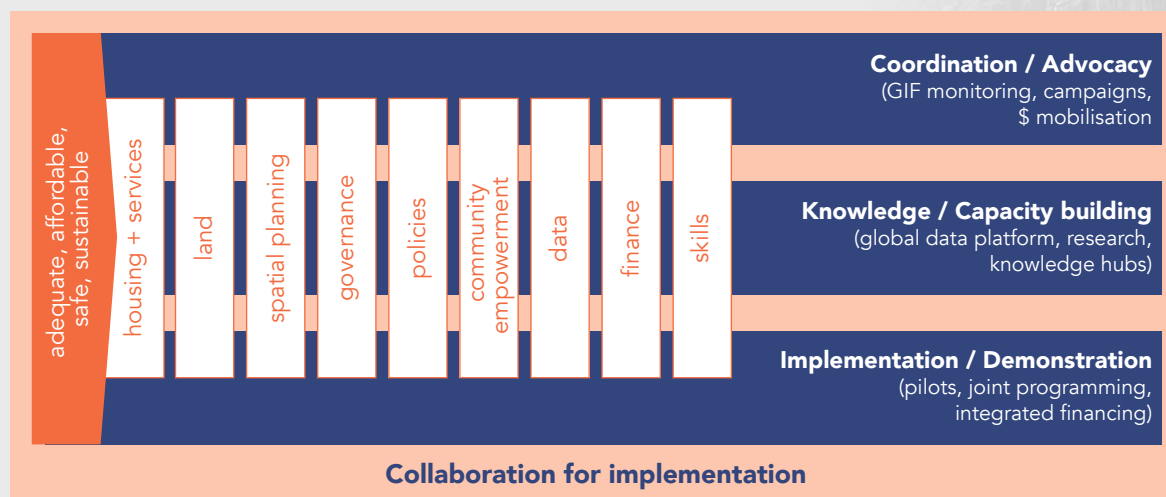 adequate, affordable,
safe, sustainable
housing + services
land
spatial planning
governance
policies
community
empowerment
data
finance
skills
Coordination / Advocacy
(GIF monitoring, campaigns,
$ mobilisation
Knowledge / Capacity building
(global data platform, research,
knowledge hubs)
Implementation / Demonstration
(pilots, joint programming,
integrated financing)
Collaboration for implementation